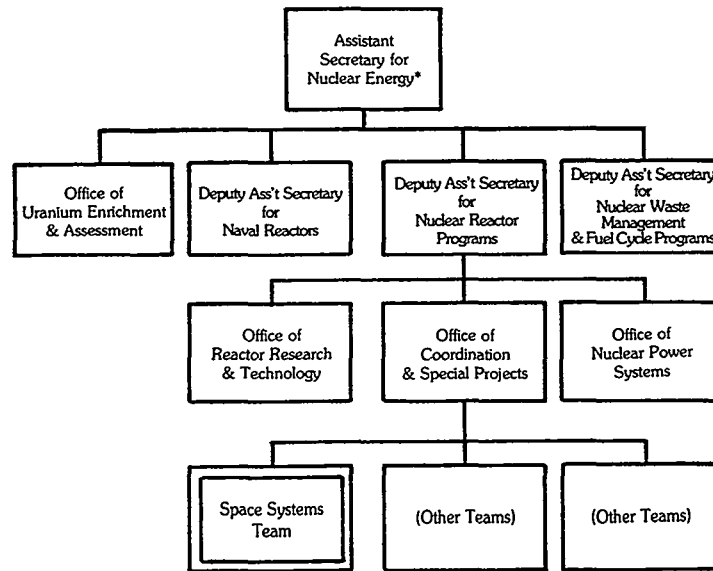 Assistant
Secretary for
Nuclear Energy*
Office of
Uranium Enrichment
& Assessment
Deputy Ass't Secretary
for
Naval Reactors
Deputy Ass't Secretary
for
Nuclear Reactor
Programs
Deputy Ass't Secretary
for
Nuclear Waste
Management
& Fuel Cycle Programs
Office of
Reactor Research
& Technology
Office of
Coordination
& Special Projects
Office of
Nuclear Power
Systems
Space Systems
Team
(Other Teams)
(Other Teams)